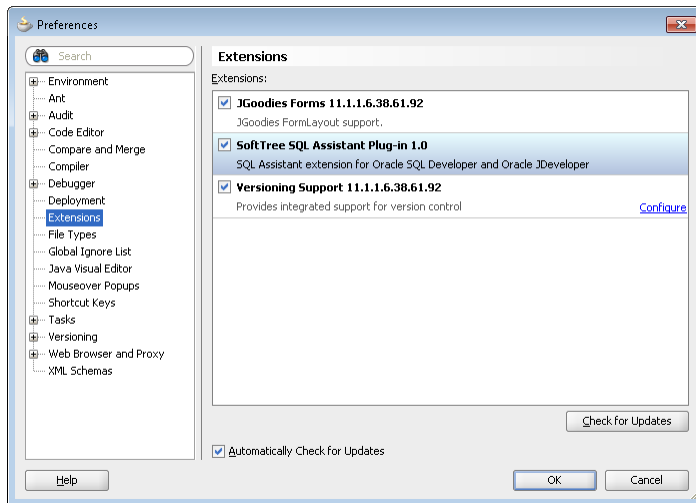 Preferences
Search
Environment
Ant
Audit
Code Editor
Compare and Merge
Compiler
Debugger
Deployment
Extensions
File Types
Global Ignore List
Java Visual Editor
Mouseover Popups
Shortcut Keys
Tasks
Versioning
Web Browser and Proxy
XML Schemas
Extensions
Extensions:
JGoodies Forms 11.1.1.6.38.61.92
JGoodies FormLayout support.
SoftTree SQL Assistant Plug-in 1.0
SQL Assistant extension for Oracle SQL Developer and Oracle JDeveloper
Versioning Support 11.1.1.6.38.61.92
Provides integrated support for version control Configure
Check for Updates
Automatically Check for Updates
Help OK Cancel